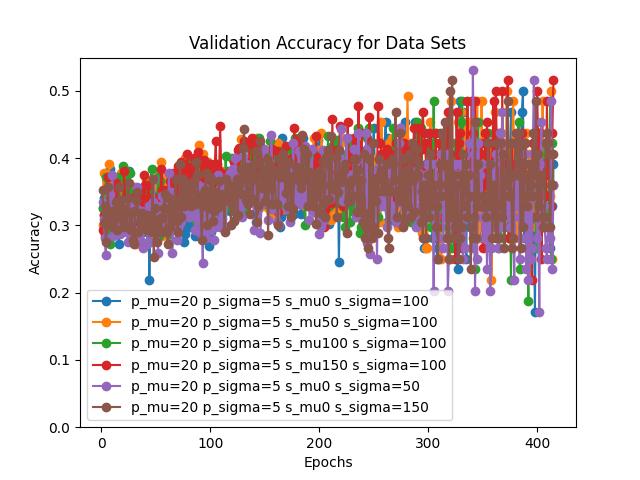 Validation Accuracy for Data Sets
Accuracy
0.5
0.4
0.3
0.2
0.1
0.0
p_mu=20 p_sigma=5 s_mu0 s_sigma=100
p_mu=20 p_sigma=5 s_mu50 s_sigma=100
p_mu=20 p_sigma=5 s_mu100 s_sigma=100
p_mu=20 p_sigma=5 s_mu150 s_sigma=100
p_mu=20 p_sigma=5 s_mu0 s_sigma=50
p_mu=20 p_sigma=5 s_mu0 s_sigma=150
0 100 200 300 400
Epochs